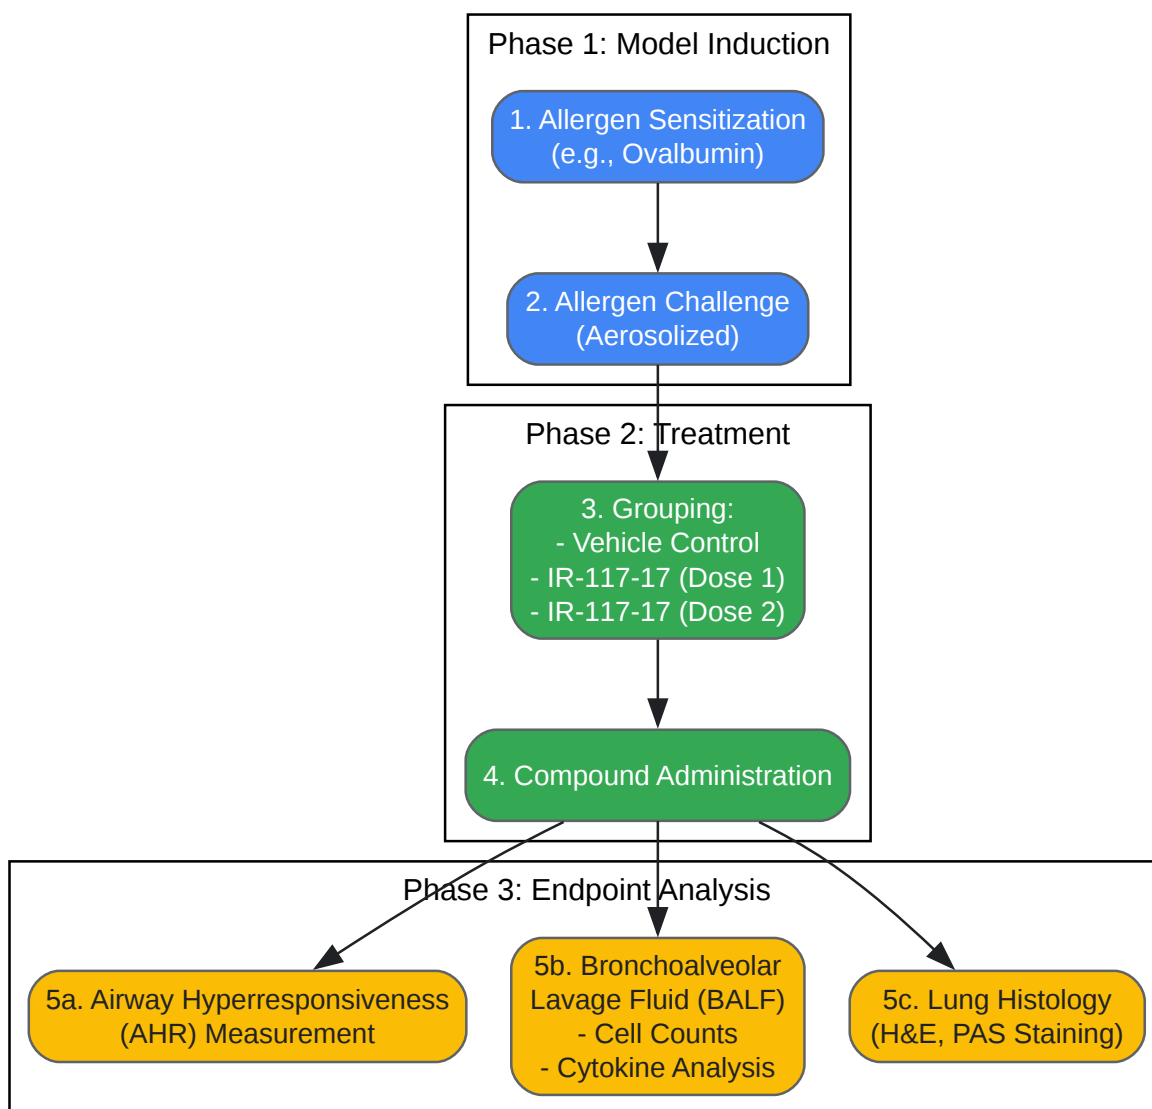 Phase 1: Model Induction
1. Allergen Sensitization
(e.g., Ovalbumin)
2. Allergen Challenge
(Aerosolized)
Phase 2: Treatment
3. Grouping:
- Vehicle Control
- IR-117-17 (Dose 1)
- IR-117-17 (Dose 2)
4. Compound Administration
Phase 3: Endpoint Analysis
5a. Airway Hyperresponsiveness
(AHR) Measurement
5b. Bronchoalveolar
Lavage Fluid (BALF)
- Cell Counts
- Cytokine Analysis
5c. Lung Histology
(H&E, PAS Staining)